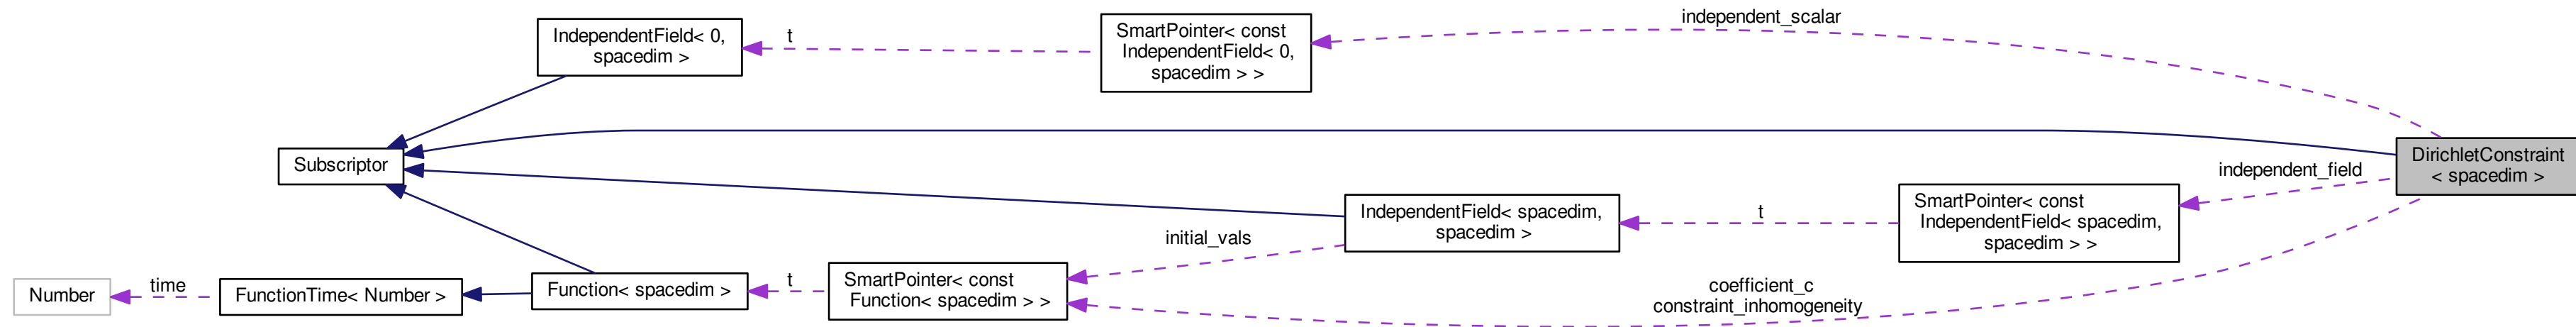 independent_scalar
IndependentField< 0,
spacedim >
t
SmartPointer< const
IndependentField< 0,
spacedim > >
Subscriptor
DirichletConstraint
< spacedim >
independent_field
SmartPointer< const
IndependentField< spacedim,
spacedim > >
t
IndependentField< spacedim,
spacedim >
initial_vals
Number
time
FunctionTime< Number >
Function< spacedim >
t
SmartPointer< const
Function< spacedim > >
coefficient_c
constraint_inhomogeneity